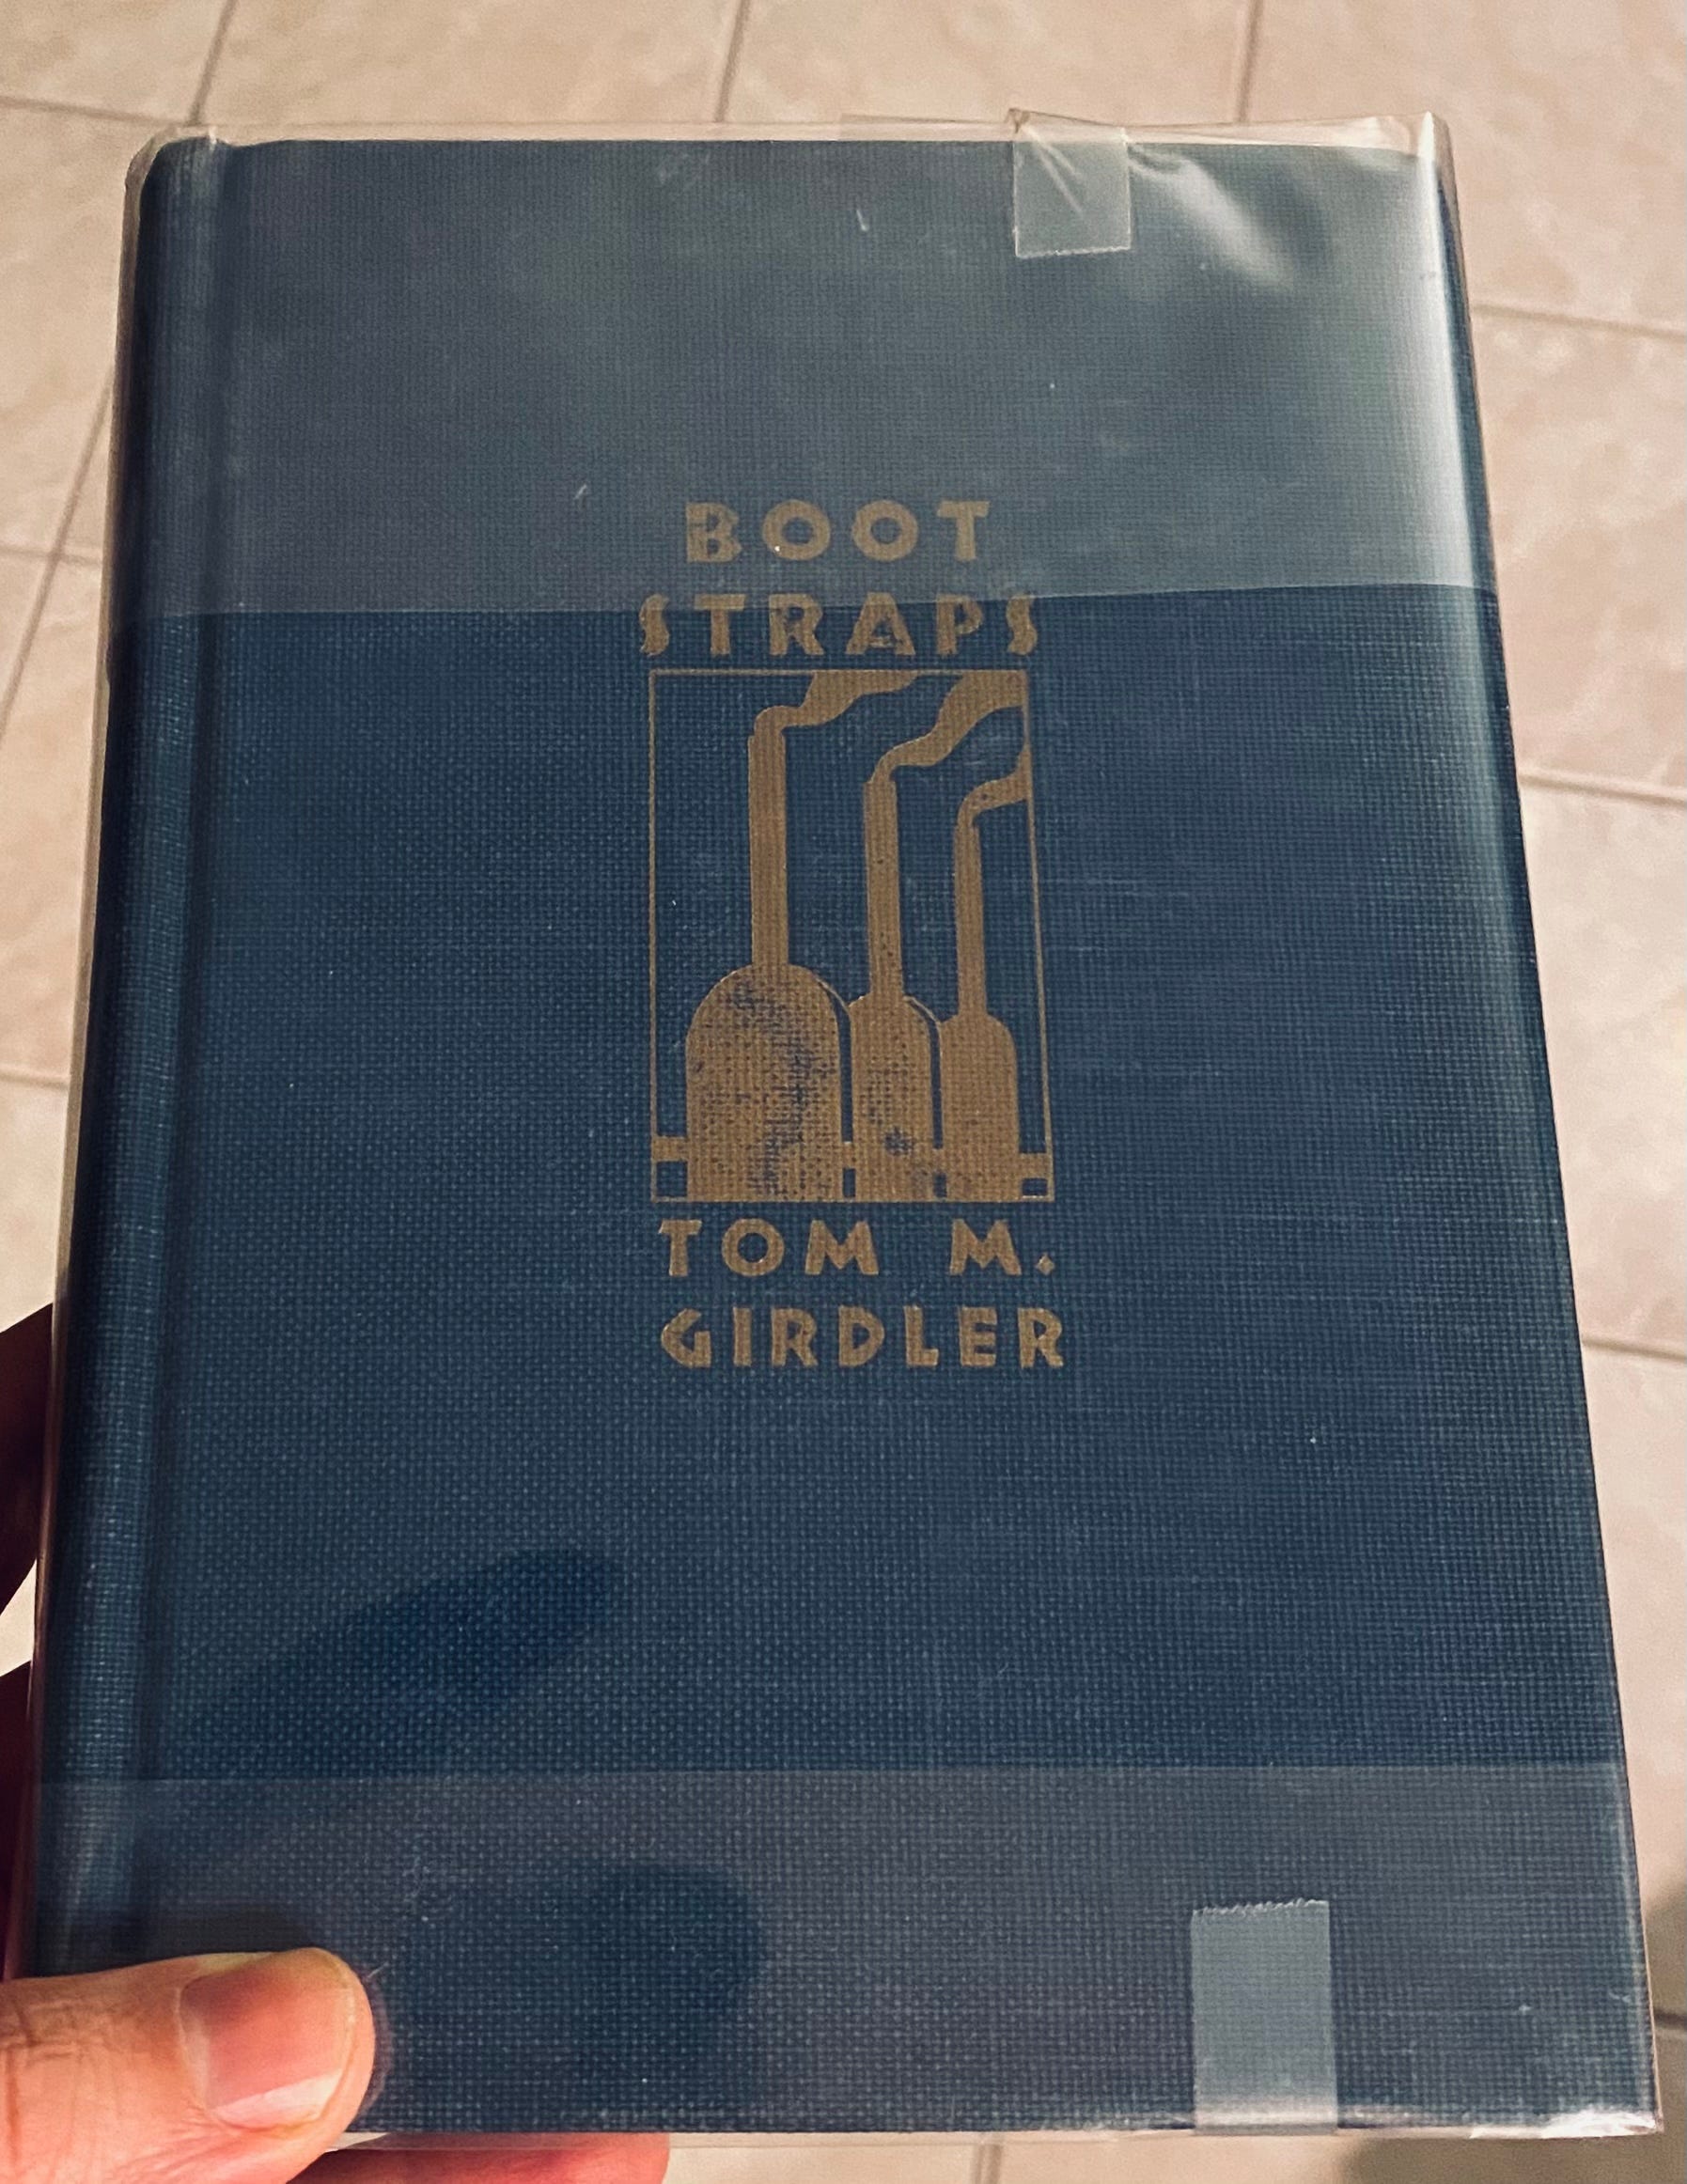 BOOT
STRAPS
TOM M.
GIRDLER